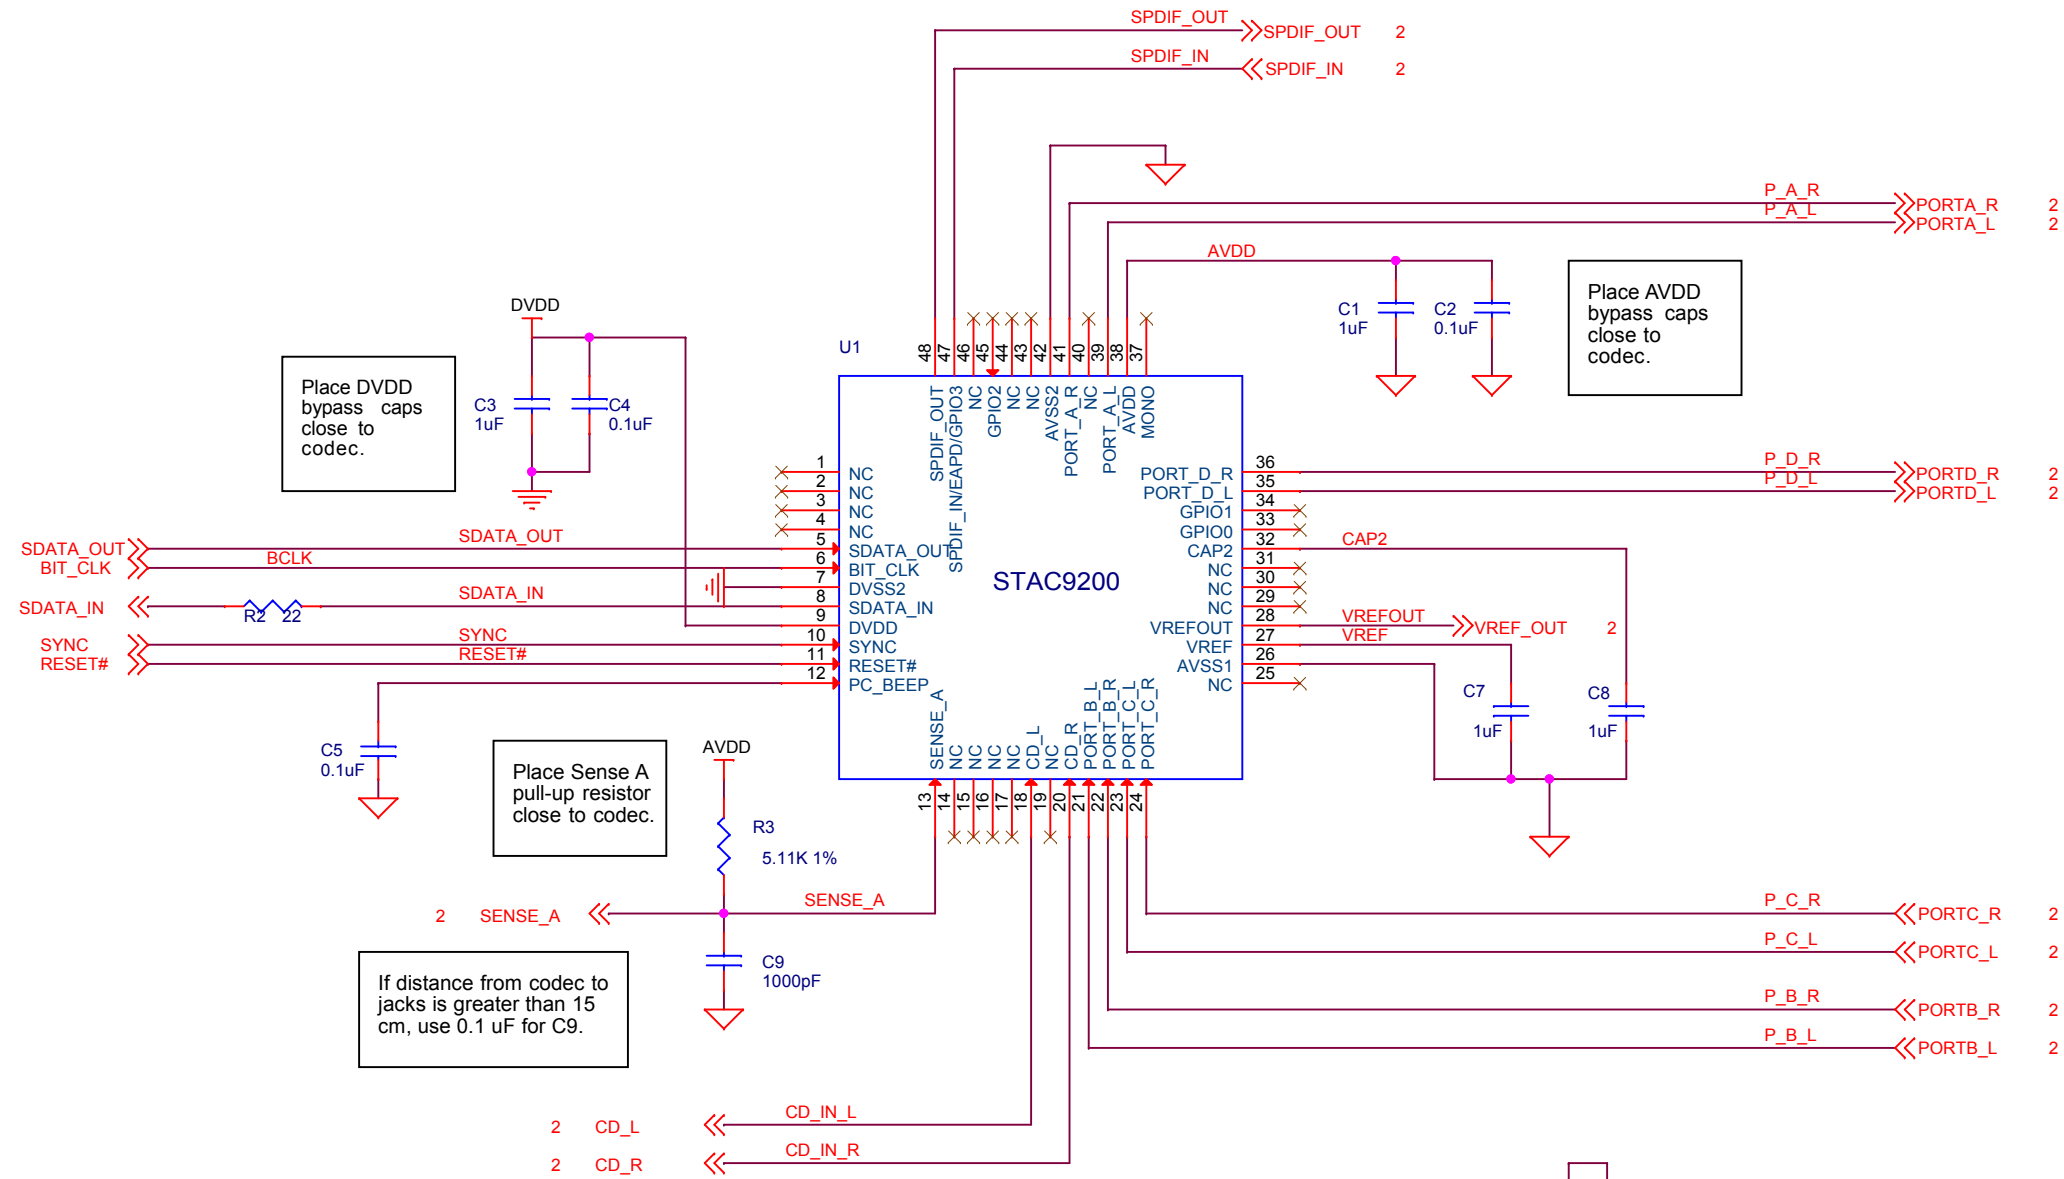 SPDIF_OUT
SPDIF_OUT 2
SPDIF_IN
SPDIF_IN 2
P_A_R
PORTA_R 2
P_A_L
PORTA_L 2
AVDD
C1
1uF
C2
0.1uF
Place AVDD
bypass caps
close to
codec.
DVDD
Place DVDD
bypass caps
close to
codec.
C3
1uF
C4
0.1uF
U1
48
47
46
45
44
43
42
41
40
39
38
37
SPDIF_OUT
SPDIF_IN/EAPD/GPIO3
NC
GPIO2
NC
NC
AVSS2
PORT_A_R
NC
PORT_A_L
AVDD
MONO
1 NC
2 NC
3 NC
4 NC
5 SDATA_OUT
6 BIT_CLK
7 DVSS2
8 SDATA_IN
9 DVDD
10 SYNC
11 RESET#
12 PC_BEEP
STAC9200
PORT_D_R 36
PORT_D_L 35
GPIO1 34
GPIO0 33
CAP2 32
NC 31
NC 30
NC 29
VREFOUT 28
VREF 27
AVSS1 26
NC 25
SDATA_OUT
SDATA_OUT
BIT_CLK
BCLK
SDATA_IN
R2 22
SDATA_IN
SYNC
SYNC
RESET#
RESET#
P_D_R
PORTD_R 2
P_D_L
PORTD_L 2
CAP2
VREFOUT
VREF_OUT 2
VREF
C7
1uF
C8
1uF
C5
0.1uF
Place Sense A
pull-up resistor
close to codec.
AVDD
R3
5.11K 1%
SENSE_A
NC
NC
NC
NC
CD_L
NC
CD_R
PORT_B_L
PORT_B_R
PORT_C_L
PORT_C_R
13
14
15
16
17
18
19
20
21
22
23
24
2 SENSE_A
SENSE_A
C9
1000pF
If distance from codec to
jacks is greater than 15
cm, use 0.1 uF for C9.
P_C_R
PORTC_R 2
P_C_L
PORTC_L 2
P_B_R
PORTB_R 2
P_B_L
PORTB_L 2
2 CD_L
CD_IN_L
2 CD_R
CD_IN_R